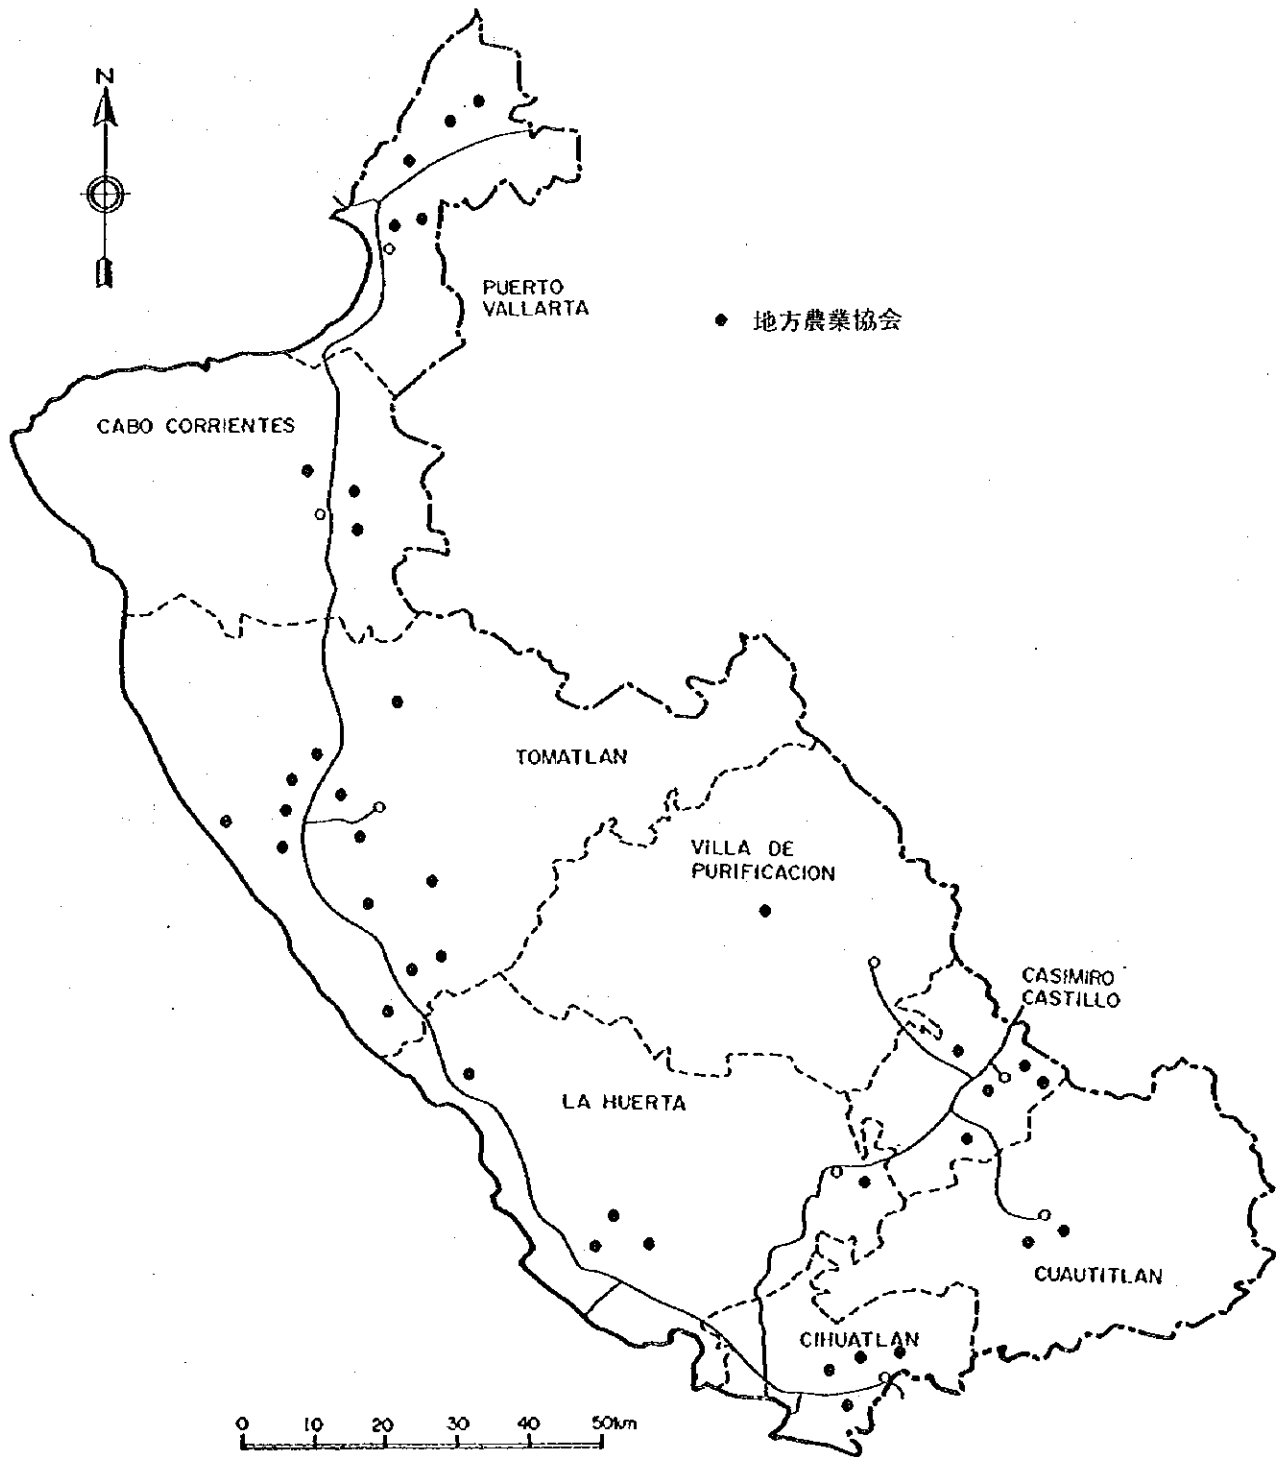 N
PUERTO
VALLARTA
● 地方農業協会
CABO CORRIENTES
TOMATLAN
VILLA DE
PURIFICACION
CASIMIRO
CASTILLO
LA HUERTA
CUAUTITLAN
CIHUATLAN
0 10 20 30 40 50km